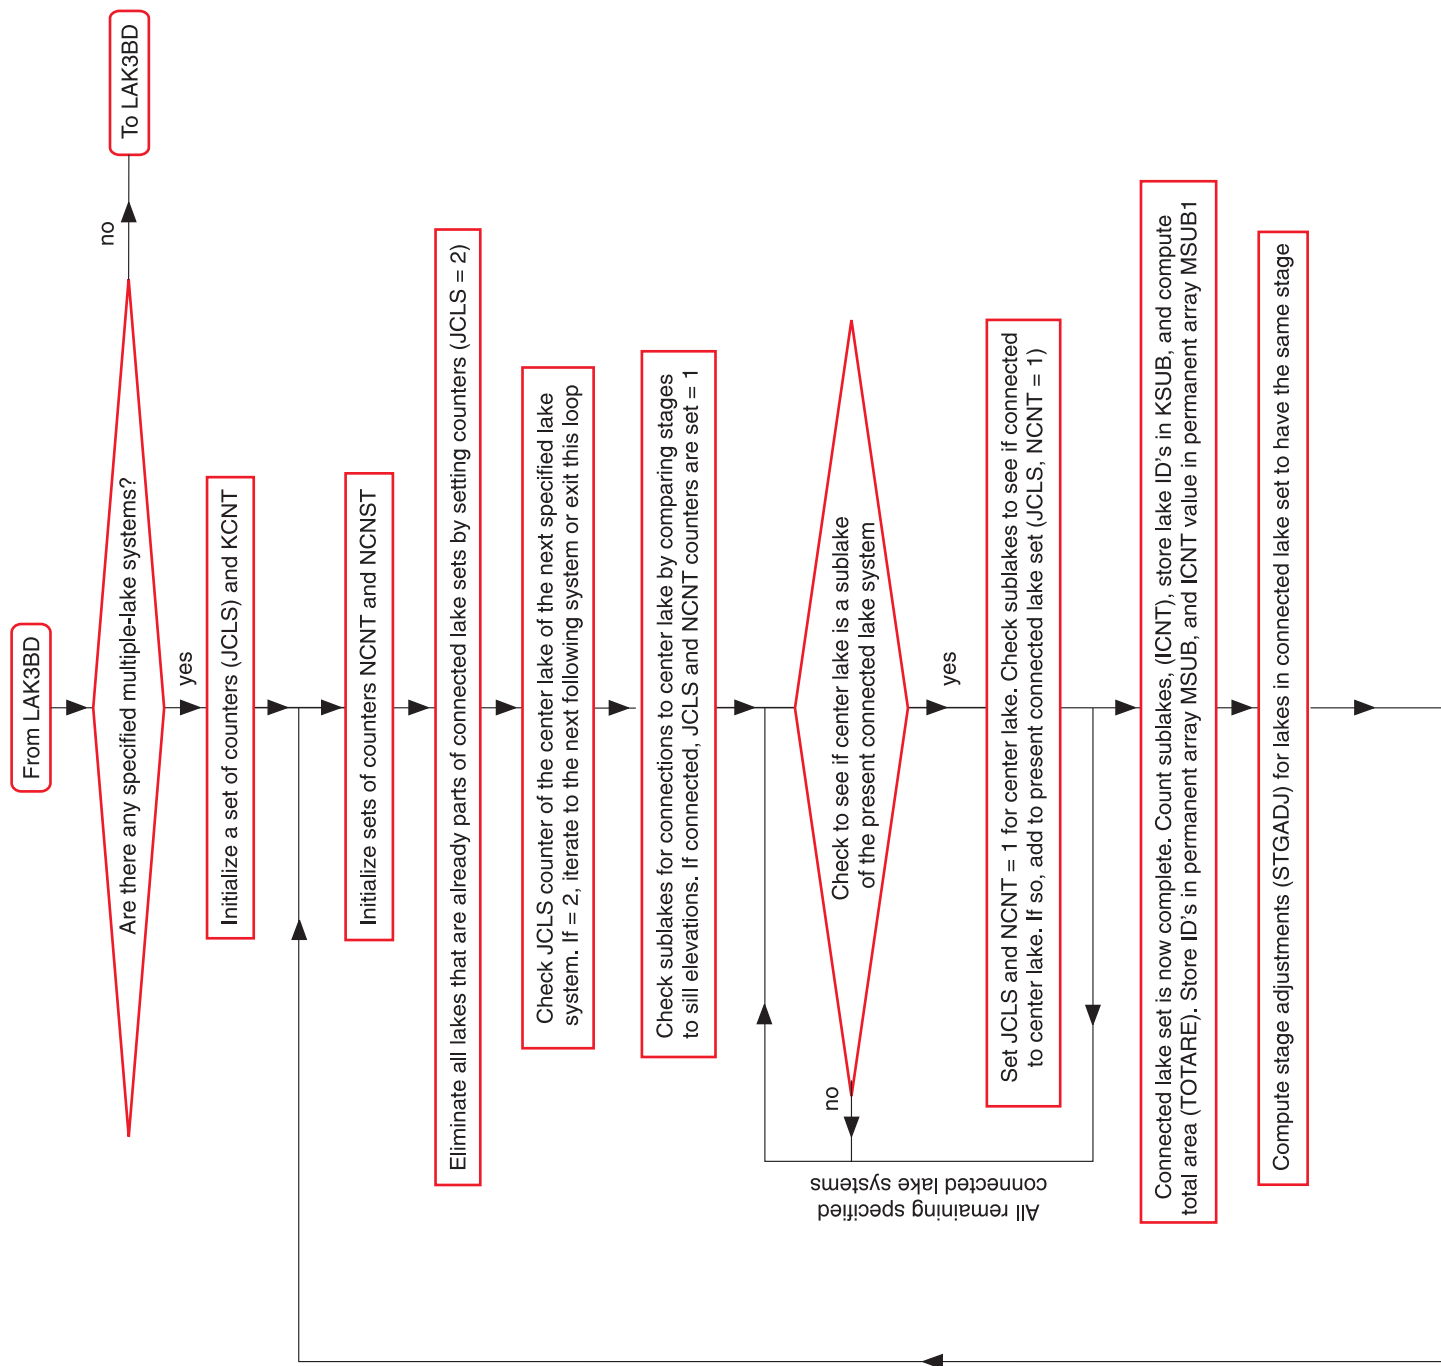 From LAK3BD
Are there any specified multiple-lake systems?
no
To LAK3BD
yes
Initialize a set of counters (JCLS) and KCNT
Initialize sets of counters NCNT and NCNST
Eliminate all lakes that are already parts of connected lake sets by setting counters (JCLS = 2)
Check JCLS counter of the center lake of the next specified lake
system. If = 2, iterate to the next following system or exit this loop
Check sublakes for connections to center lake by comparing stages
to sill elevations. If connected, JCLS and NCNT counters are set = 1
Check to see if center lake is a sublake
of the present connected lake system
no
yes
All remaining specified
connected lake systems
Set JCLS and NCNT = 1 for center lake. Check sublakes to see if connected
to center lake. If so, add to present connected lake set (JCLS, NCNT = 1)
Connected lake set is now complete. Count sublakes, (ICNT), store lake ID's in KSUB, and compute
total area (TOTARE). Store ID's in permanent array MSUB, and ICNT value in permanent array MSUB1
Compute stage adjustments (STGADJ) for lakes in connected lake set to have the same stage